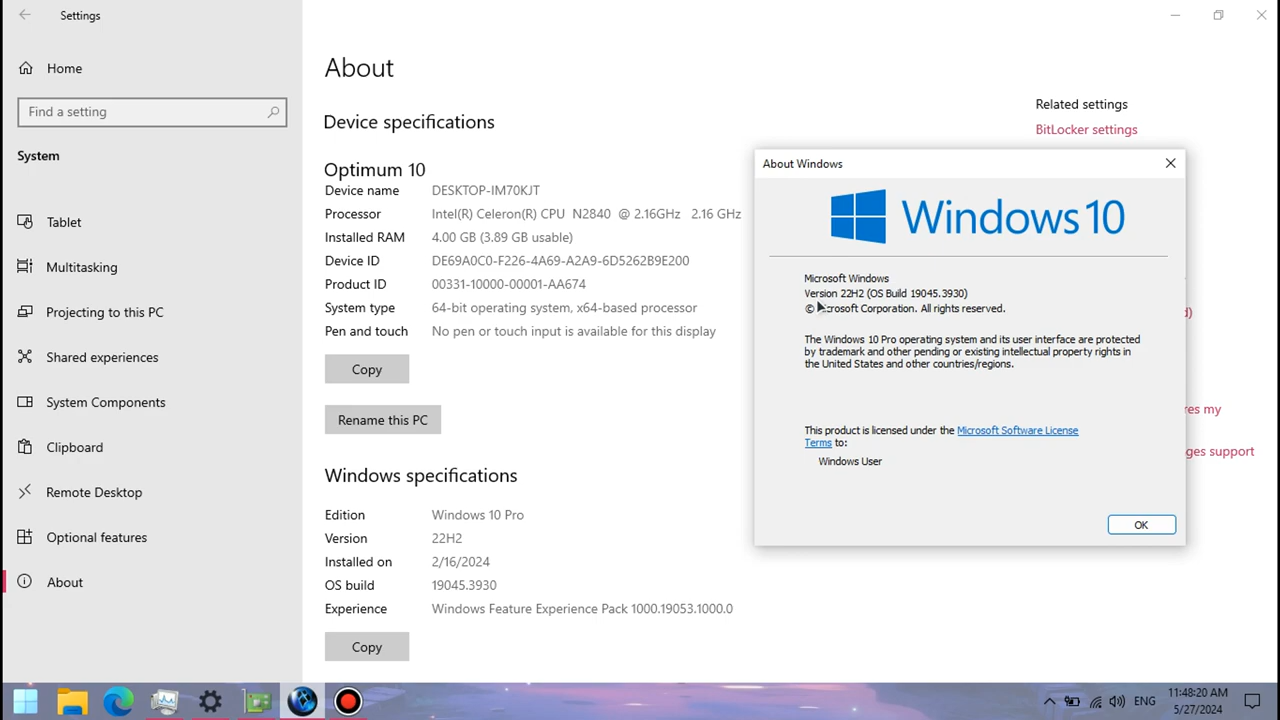 Settings
Home
Find a setting
System
Tablet
Multitasking
Projecting to this PC
Shared experiences
System Components
Clipboard
Remote Desktop
Optional features
About
About
Device specifications
Optimum 10
Device name DESKTOP-IM70KJT
Processor Intel(R) Celeron(R) CPU N2840 @ 2.16GHz 2.16 GHz
Installed RAM 4.00 GB (3.89 GB usable)
Device ID DE69A0C0-F226-4A69-A2A9-6D5262B9E200
Product ID 00331-10000-00001-AA674
System type 64-bit operating system, x64-based processor
Pen and touch No pen or touch input is available for this display
Copy
Rename this PC
Windows specifications
Edition Windows 10 Pro
Version 22H2
Installed on 2/16/2024
OS build 19045.3930
Experience Windows Feature Experience Pack 1000.19053.1000.0
Copy
Related settings
BitLocker settings
d)
res my
ges support
About Windows
Windows 10
Microsoft Windows
Version 22H2 (OS Build 19045.3930)
© Microsoft Corporation. All rights reserved.
The Windows 10 Pro operating system and its user interface are protected
by trademark and other pending or existing intellectual property rights in
the United States and other countries/regions.
This product is licensed under the Microsoft Software License
Terms to:
Windows User
OK
ENG
11:48:20 AM
5/27/2024